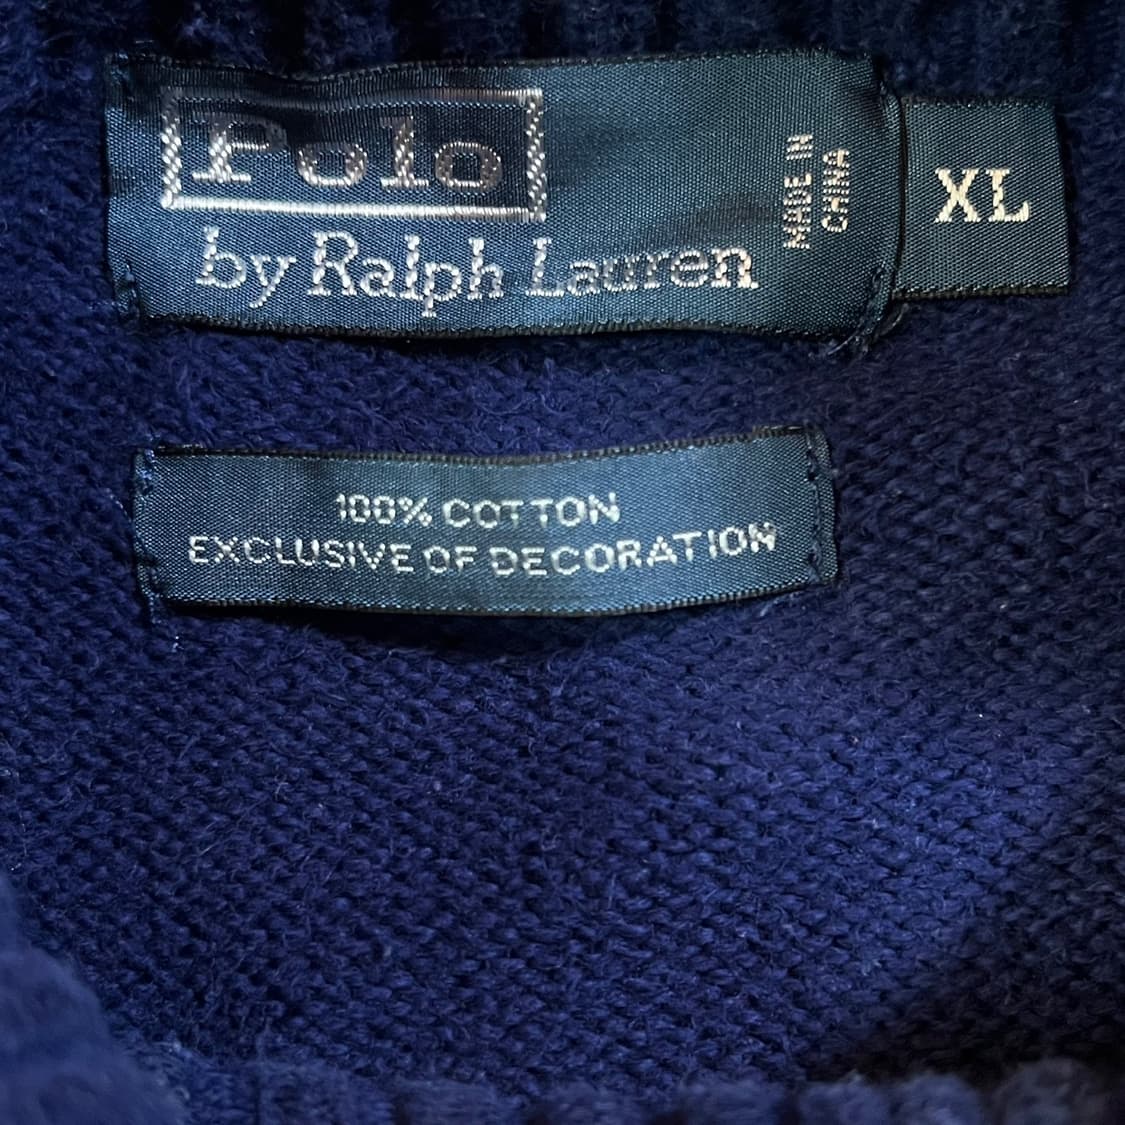 Polo
by Ralph Lauren
MADE IN
CHINA
XL
100% COTTON
EXCLUSIVE OF DECORATION